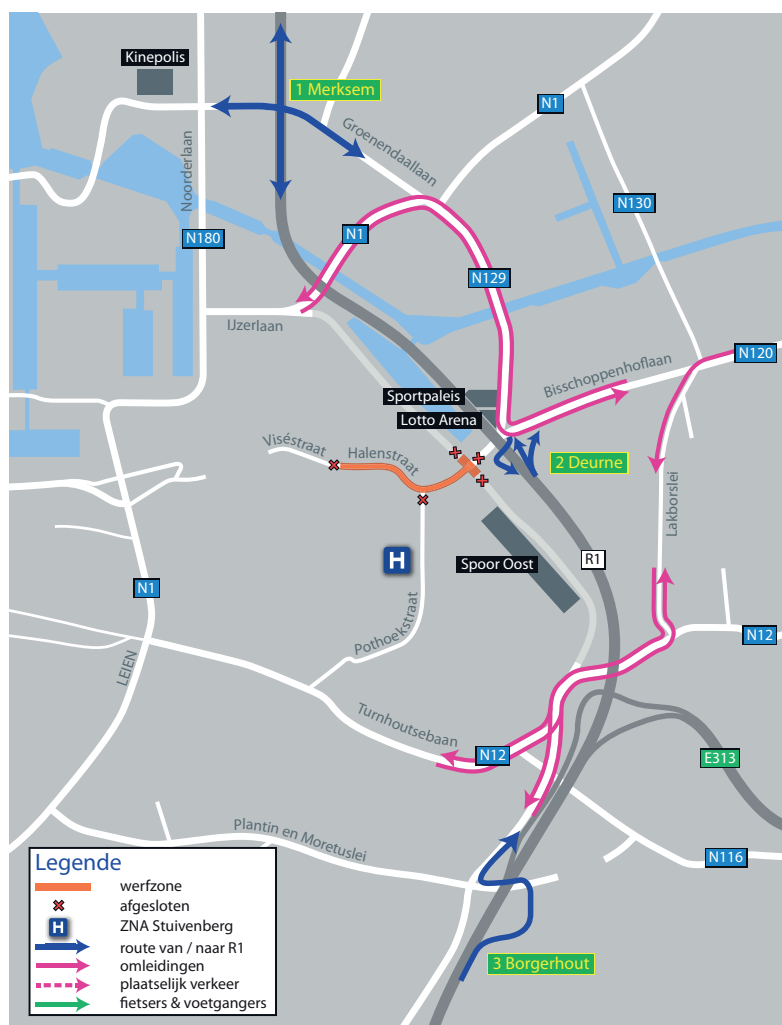 Kinepolis
1 Merksem
N1
Groenendaallaan
Noorderlaan
N130
N180
N1
N129
IJzerlaan
N120
Bisschoppenhoflaan
Sportpaleis
Lotto Arena
Viséstraat
Halenstraat
2 Deurne
Lakborslei
H
Spoor Oost
R1
N1
Pothoekstraat
N12
LEIEN
Turnhoutsebaan
N12
E313
Plantin en Moretuslei
N116
3 Borgerhout
Legende
werfzone
afgesloten
H ZNA Stuivenberg
route van / naar R1
omleidingen
plaatselijk verkeer
fietsers & voetgangers